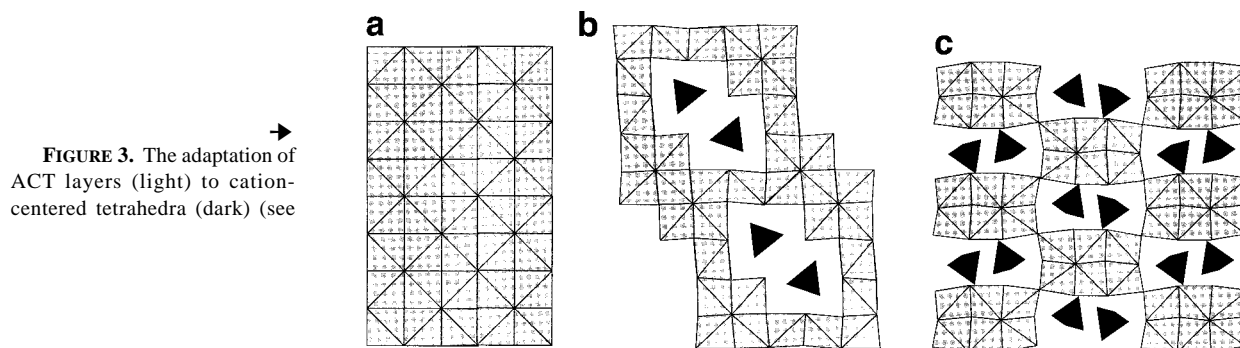 a
b
c
FIGURE 3. The adaptation of
ACT layers (light) to cation-
centered tetrahedra (dark) (see